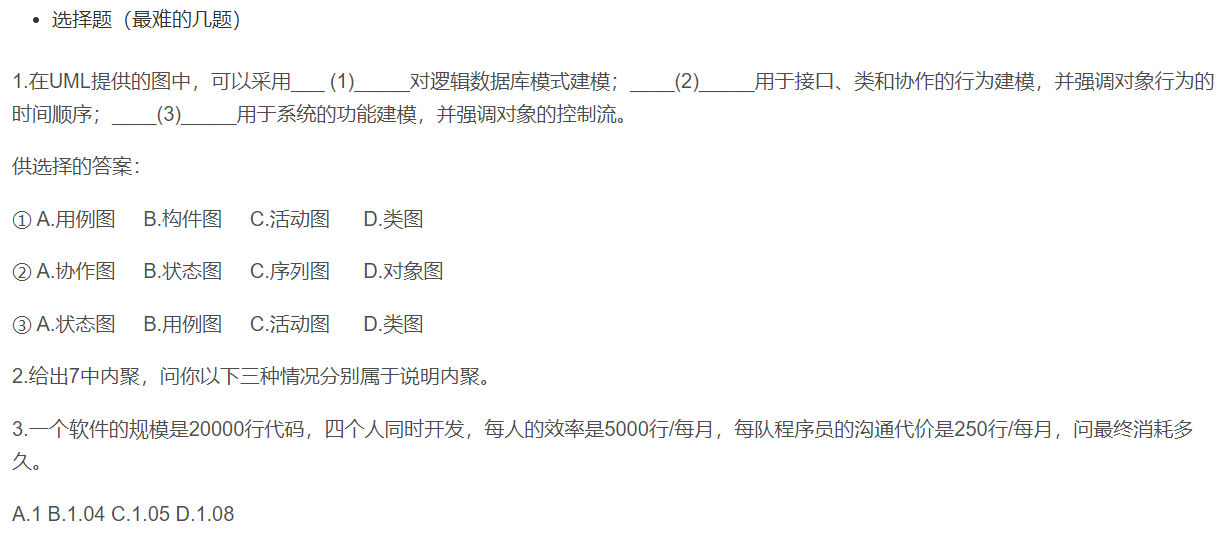 • 选择题（最难的几题）
1.在UML提供的图中，可以采用___ (1)_____对逻辑数据库模式建模；____(2)_____用于接口、类和协作的行为建模，并强调对象行为的
时间顺序；____(3)_____用于系统的功能建模，并强调对象的控制流。
供选择的答案：
① A.用例图 B.构件图 C.活动图 D.类图
② A.协作图 B.状态图 C.序列图 D.对象图
③ A.状态图 B.用例图 C.活动图 D.类图
2.给出7中内聚，问你以下三种情况分别属于说明内聚。
3.一个软件的规模是20000行代码，四个人同时开发，每人的效率是5000行/每月，每队程序员的沟通代价是250行/每月，问最终消耗多
久。
A.1 B.1.04 C.1.05 D.1.08